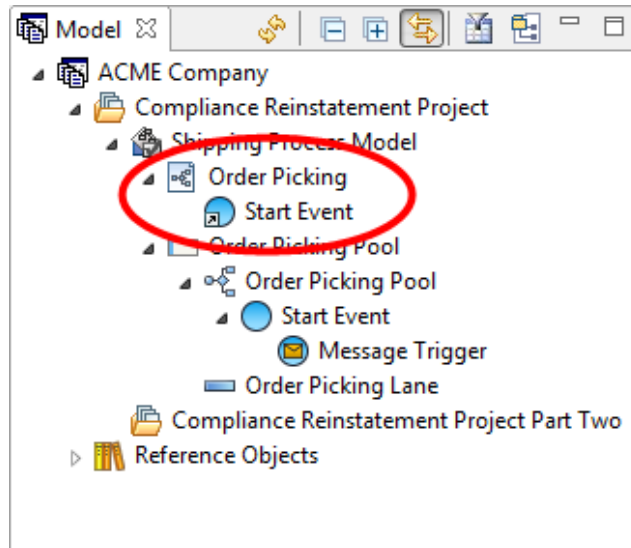 Model
ACME Company
Compliance Reinstatement Project
Shipping Process Model
Order Picking
Start Event
Order Picking Pool
Order Picking Pool
Start Event
Message Trigger
Order Picking Lane
Compliance Reinstatement Project Part Two
Reference Objects